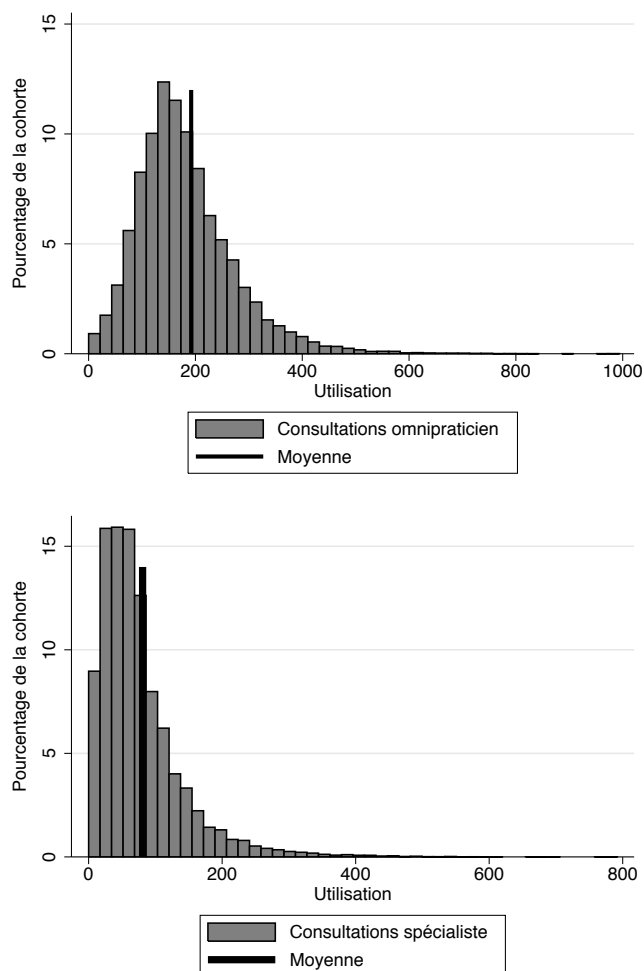 15
10
5
0
Pourcentage de la cohorte
0 200 400 600 800 1000
Utilisation
Consultations omnipraticien
Moyenne
15
10
5
0
Pourcentage de la cohorte
0 200 400 600 800
Utilisation
Consultations spécialiste
Moyenne